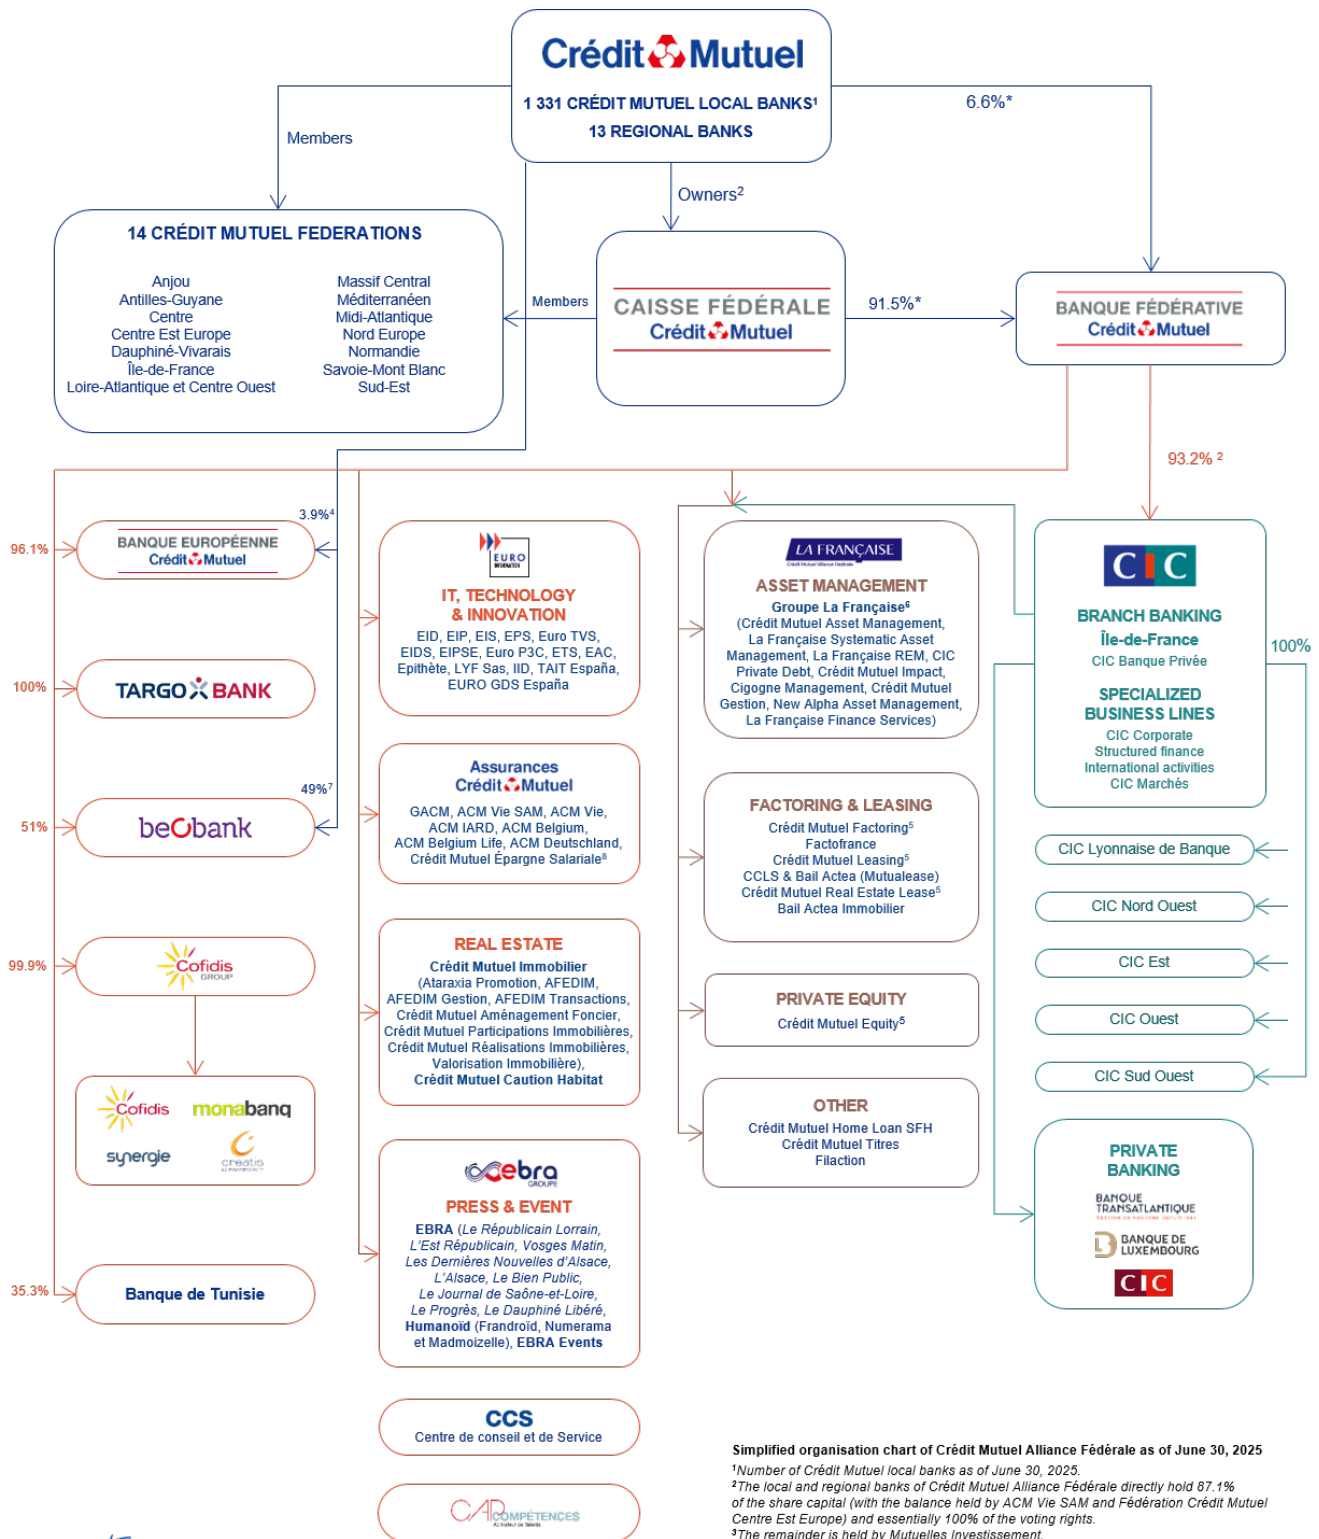 Crédit Mutuel
1 331 CRÉDIT MUTUEL LOCAL BANKS¹
13 REGIONAL BANKS
6.6%*
Members
Owners²
14 CRÉDIT MUTUEL FEDERATIONS
Anjou
Antilles-Guyane
Centre
Centre Est Europe
Dauphiné-Vivarais
Île-de-France
Loire-Atlantique et Centre Ouest
Massif Central
Méditerranéen
Midi-Atlantique
Nord Europe
Normandie
Savoie-Mont Blanc
Sud-Est
Members
CAISSE FÉDÉRALE
Crédit Mutuel
91.5%*
BANQUE FÉDÉRATIVE
Crédit Mutuel
93.2% ²
3.9%⁴
96.1%
BANQUE EUROPÉENNE
Crédit Mutuel
100%
TARGO BANK
49%⁷
51%
beobank
99.9%
Cofidis
GROUP
Cofidis
monabanq
synergie
creatis
35.3%
Banque de Tunisie
EURO
INFORMATION
IT, TECHNOLOGY
& INNOVATION
EID, EIP, EIS, EPS, Euro TVS,
EIDS, EIPSE, Euro P3C, ETS, EAC,
Epithète, LYF Sas, IID, TAIT España,
EURO GDS España
Assurances
Crédit Mutuel
GACM, ACM Vie SAM, ACM Vie,
ACM IARD, ACM Belgium,
ACM Belgium Life, ACM Deutschland,
Crédit Mutuel Épargne Salariale⁸
REAL ESTATE
Crédit Mutuel Immobilier
(Ataraxia Promotion, AFEDIM,
AFEDIM Gestion, AFEDIM Transactions,
Crédit Mutuel Aménagement Foncier,
Crédit Mutuel Participations Immobilières,
Crédit Mutuel Réalisations Immobilières,
Valorisation Immobilière),
Crédit Mutuel Caution Habitat
ebra
GROUPE
PRESS & EVENT
EBRA (Le Républicain Lorrain,
L'Est Républicain, Vosges Matin,
Les Dernières Nouvelles d'Alsace,
L'Alsace, Le Bien Public,
Le Journal de Saône-et-Loire,
Le Progrès, Le Dauphiné Libéré,
Humanoïd (Frandroïd, Numerama
et Madmoizelle), EBRA Events
CCS
Centre de conseil et de Service
CAP COMPÉTENCES
LA FRANÇAISE
Crédit Mutuel Alliance Fédérale
ASSET MANAGEMENT
Groupe La Française⁶
(Crédit Mutuel Asset Management,
La Française Systematic Asset
Management, La Française REM, CIC
Private Debt, Crédit Mutuel Impact,
Cigogne Management, Crédit Mutuel
Gestion, New Alpha Asset Management,
La Française Finance Services)
FACTORING & LEASING
Crédit Mutuel Factoring⁵
Factofrance
Crédit Mutuel Leasing⁵
CCLS & Bail Actea (Mutualease)
Crédit Mutuel Real Estate Lease⁵
Bail Actea Immobilier
PRIVATE EQUITY
Crédit Mutuel Equity⁵
OTHER
Crédit Mutuel Home Loan SFH
Crédit Mutuel Titres
Filaction
CIC
BRANCH BANKING
Île-de-France
CIC Banque Privée
SPECIALIZED
BUSINESS LINES
CIC Corporate
Structured finance
International activities
CIC Marchés
100%
CIC Lyonnaise de Banque
CIC Nord Ouest
CIC Est
CIC Ouest
CIC Sud Ouest
PRIVATE
BANKING
BANQUE
TRANSATLANTIQUE
BANQUE DE
LUXEMBOURG
CIC
Simplified organisation chart of Crédit Mutuel Alliance Fédérale as of June 30, 2025
¹Number of Crédit Mutuel local banks as of June 30, 2025.
²The local and regional banks of Crédit Mutuel Alliance Fédérale directly hold 87.1%
of the share capital (with the balance held by ACM Vie SAM and Fédération Crédit Mutuel
Centre Est Europe) and essentially 100% of the voting rights.
³The remainder is held by Mutuelles Investissement.